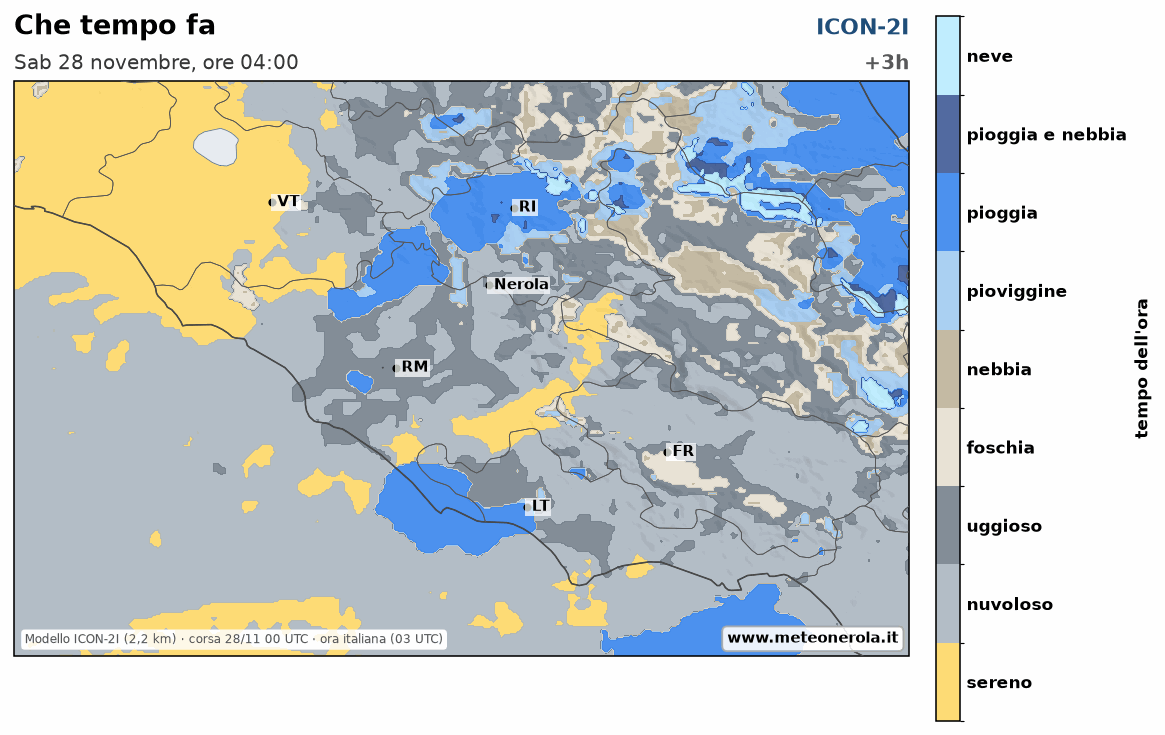 Che tempo fa
ICON-2I
Sab 28 novembre, ore 04:00
+3h
neve
pioggia e nebbia
pioggia
pioviggine
nebbia
foschia
uggioso
nuvoloso
sereno
tempo dell'ora
VT
RI
Nerola
RM
FR
LT
Modello ICON-2I (2,2 km) · corsa 28/11 00 UTC · ora italiana (03 UTC)
www.meteonerola.it